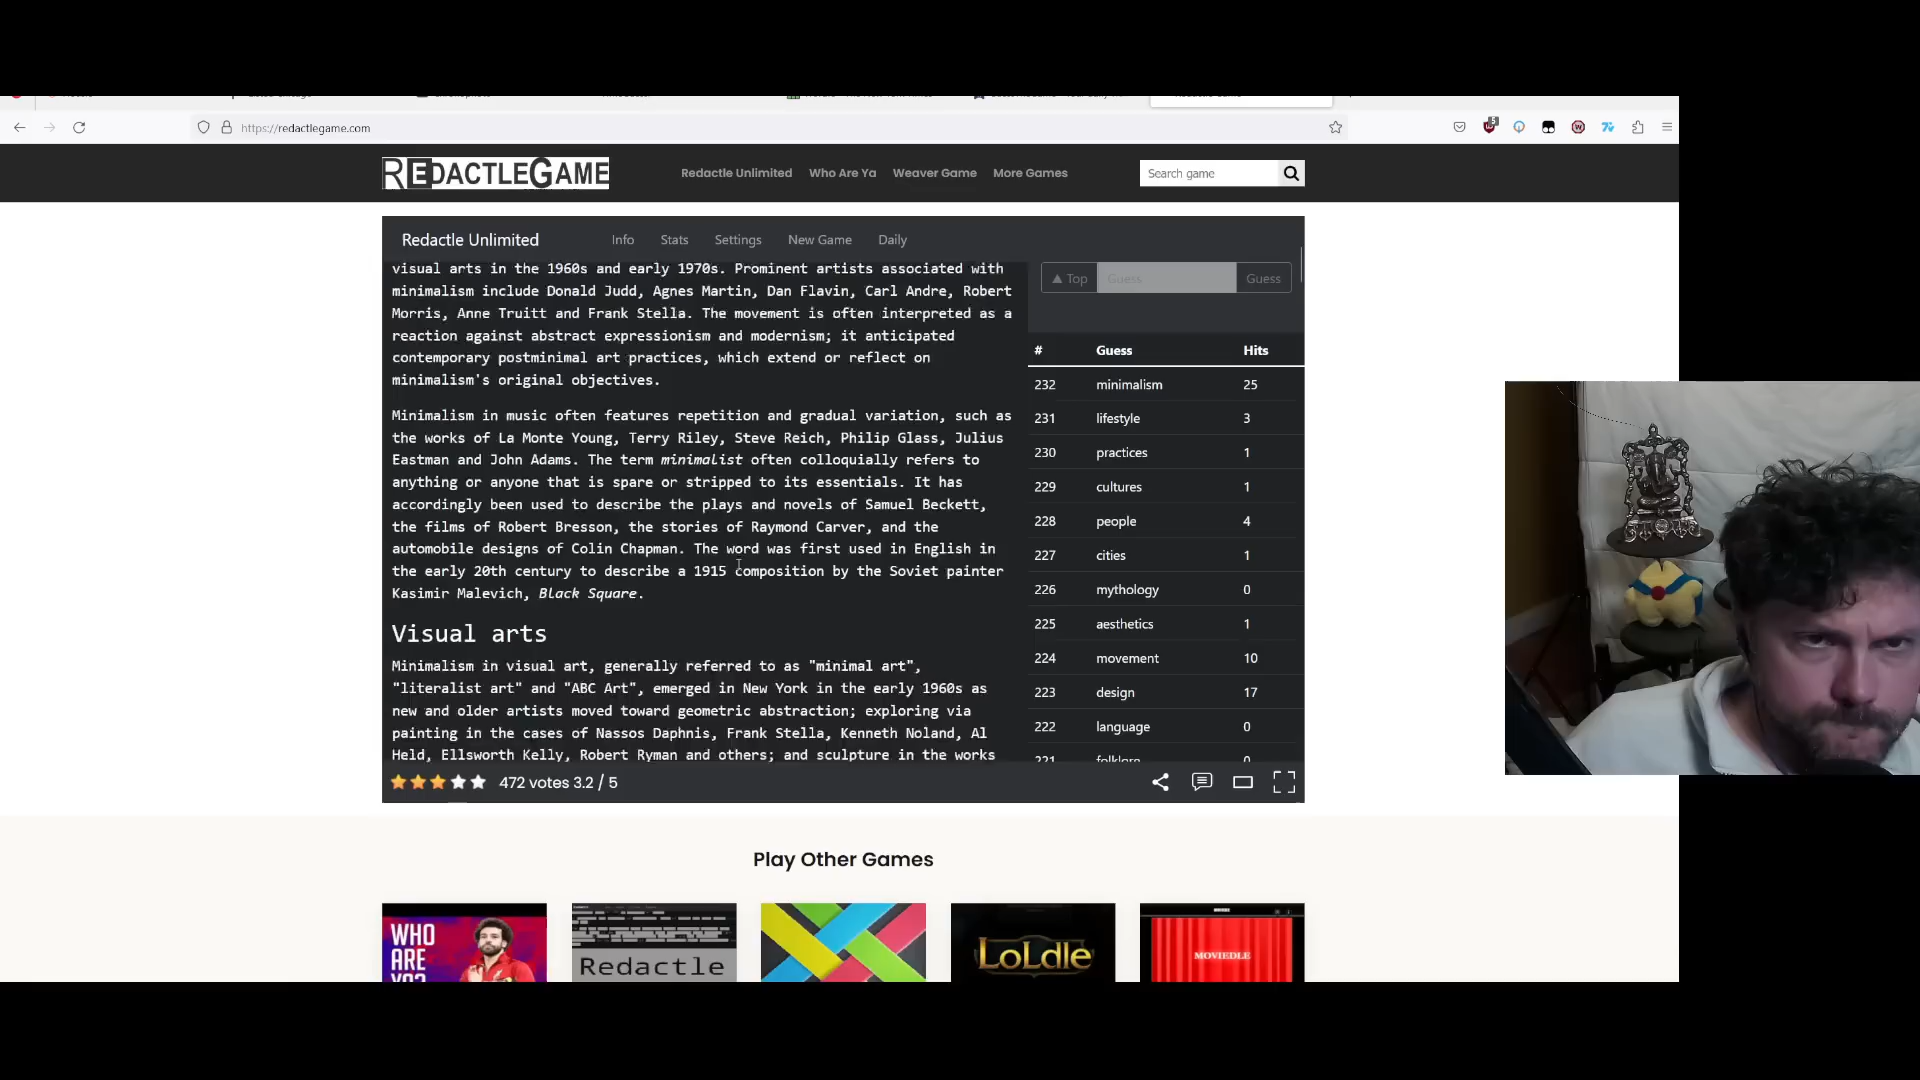 https://redactlegame.com
REDACTLEGAME
Redactle Unlimited
Who Are Ya
Weaver Game
More Games
Search game
Redactle Unlimited
Info
Stats
Settings
New Game
Daily
visual arts in the 1960s and early 1970s. Prominent artists associated with
minimalism include Donald Judd, Agnes Martin, Dan Flavin, Carl Andre, Robert
Morris, Anne Truitt and Frank Stella. The movement is often interpreted as a
reaction against abstract expressionism and modernism; it anticipated
contemporary postminimal art practices, which extend or reflect on
minimalism's original objectives.
Minimalism in music often features repetition and gradual variation, such as
the works of La Monte Young, Terry Riley, Steve Reich, Philip Glass, Julius
Eastman and John Adams. The term minimalist often colloquially refers to
anything or anyone that is spare or stripped to its essentials. It has
accordingly been used to describe the plays and novels of Samuel Beckett,
the films of Robert Bresson, the stories of Raymond Carver, and the
automobile designs of Colin Chapman. The word was first used in English in
the early 20th century to describe a 1915 composition by the Soviet painter
Kasimir Malevich, Black Square.
Visual arts
Minimalism in visual art, generally referred to as "minimal art",
"literalist art" and "ABC Art", emerged in New York in the early 1960s as
new and older artists moved toward geometric abstraction; exploring via
painting in the cases of Nassos Daphnis, Frank Stella, Kenneth Noland, Al
Held, Ellsworth Kelly, Robert Ryman and others; and sculpture in the works
▲ Top
Guess
Guess
# Guess Hits
232 minimalism 25
231 lifestyle 3
230 practices 1
229 cultures 1
228 people 4
227 cities 1
226 mythology 0
225 aesthetics 1
224 movement 10
223 design 17
222 language 0
221 folklore 0
472 votes 3.2 / 5
Play Other Games
WHO
ARE
YA?
Redactle
LoLdle
MOVIEDLE
MOVIEDLE